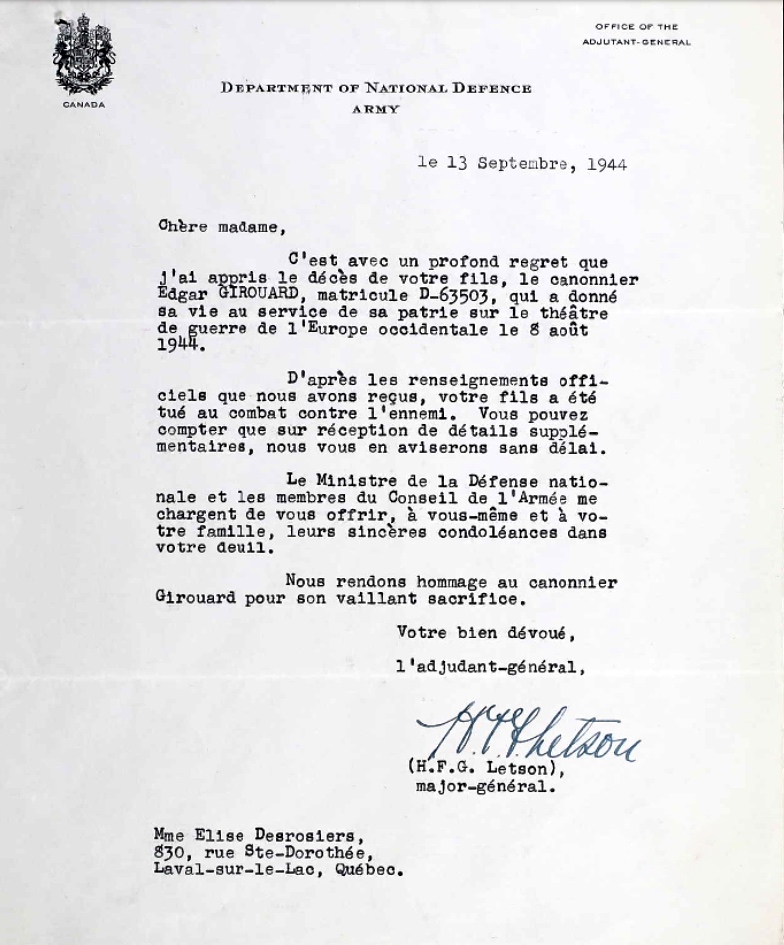 OFFICE OF THE
ADJUTANT-GENERAL
CANADA
DEPARTMENT OF NATIONAL DEFENCE
ARMY
le 13 Septembre, 1944
Chère madame,
C'est avec un profond regret que
j'ai appris le décès de votre fils, le canonnier
Edgar GIROUARD, matricule D-63503, qui a donné
sa vie au service de sa patrie sur le théâtre
de guerre de l'Europe occidentale le 8 août
1944.
D'après les renseignements offi-
ciels que nous avons reçus, votre fils a été
tué au combat contre l'ennemi. Vous pouvez
compter que sur réception de détails supplé-
mentaires, nous vous en aviserons sans délai.
Le Ministre de la Défense natio-
nale et les membres du Conseil de l'Armée me
chargent de vous offrir, à vous-même et à vo-
tre famille, leurs sincères condoléances dans
votre deuil.
Nous rendons hommage au canonnier
Girouard pour son vaillant sacrifice.
Votre bien dévoué,
l'adjudant-général,
H.F.G. Letson
(H.F.G. Letson),
major-général.
Mme Elise Desrosiers,
830, rue Ste-Dorothée,
Laval-sur-le-Lac, Québec.